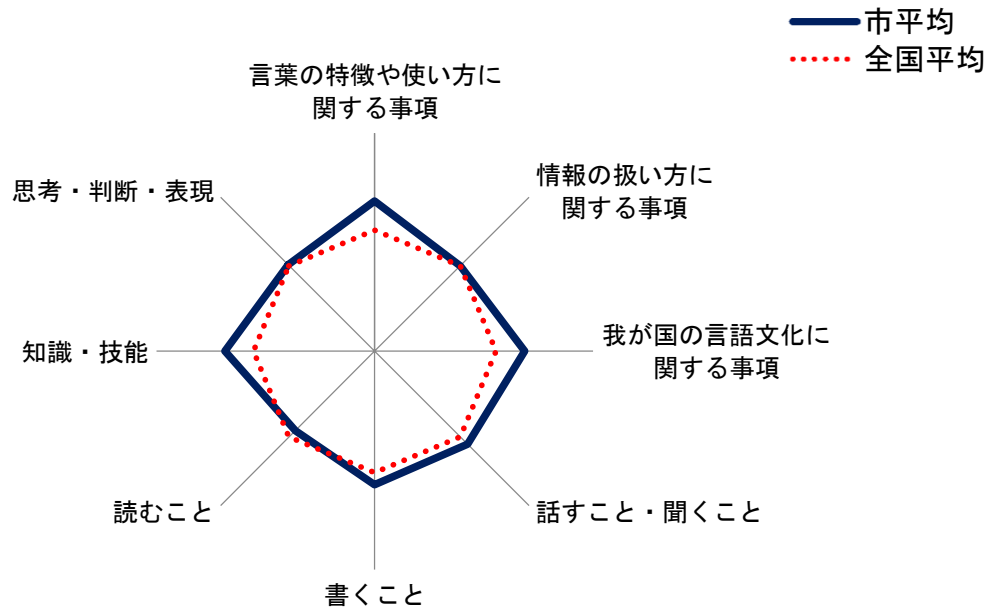 市平均
全国平均
言葉の特徴や使い方に
関する事項
情報の扱い方に
関する事項
我が国の言語文化に
関する事項
話すこと・聞くこと
書くこと
読むこと
知識・技能
思考・判断・表現